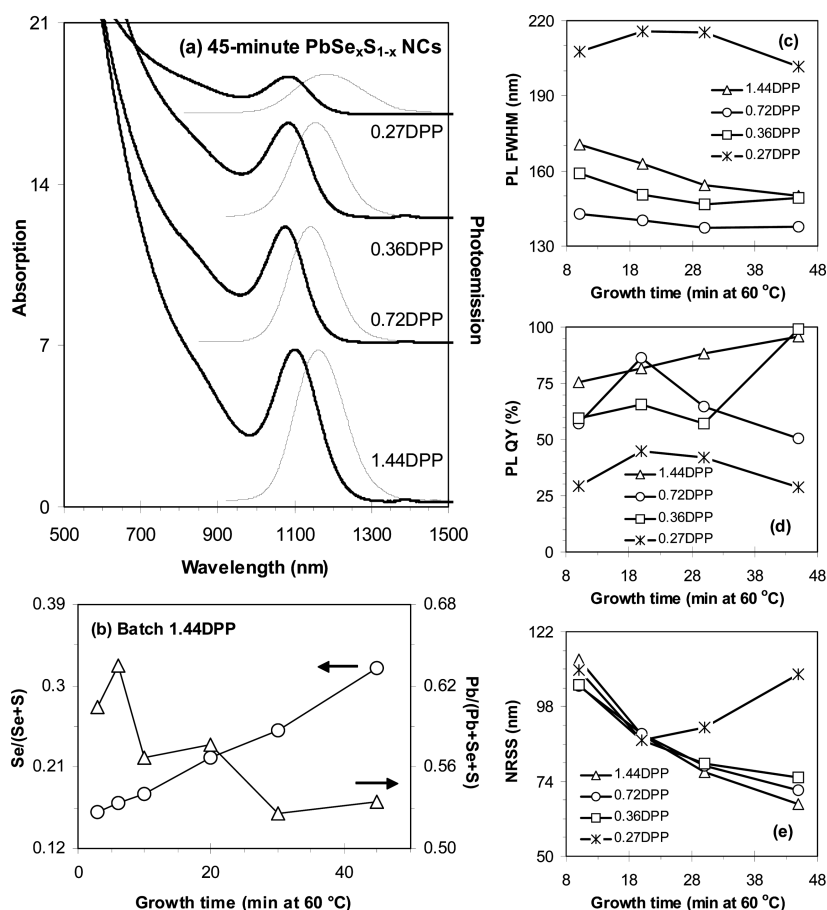 (a) 45-minute PbSexS1-x NCs
21
14
7
0
Absorption
Photoemission
0.27DPP
0.36DPP
0.72DPP
1.44DPP
500 700 900 1100 1300 1500
Wavelength (nm)
(b) Batch 1.44DPP
0.39
0.3
0.21
0.12
Se/(Se+S)
0.68
0.62
0.56
0.50
Pb/(Pb+Se+S)
0 20 40
Growth time (min at 60 °C)
(c)
220
190
160
130
PL FWHM (nm)
1.44DPP
0.72DPP
0.36DPP
0.27DPP
8 18 28 38 48
Growth time (min at 60 °C)
100
75
50
25
0
PL QY (%)
1.44DPP
0.72DPP
0.36DPP
0.27DPP
(d)
8 18 28 38 48
Growth time (min at 60 °C)
122
98
74
50
NRSS (nm)
1.44DPP
0.72DPP
0.36DPP
0.27DPP
(e)
8 18 28 38 48
Growth time (min at 60 °C)